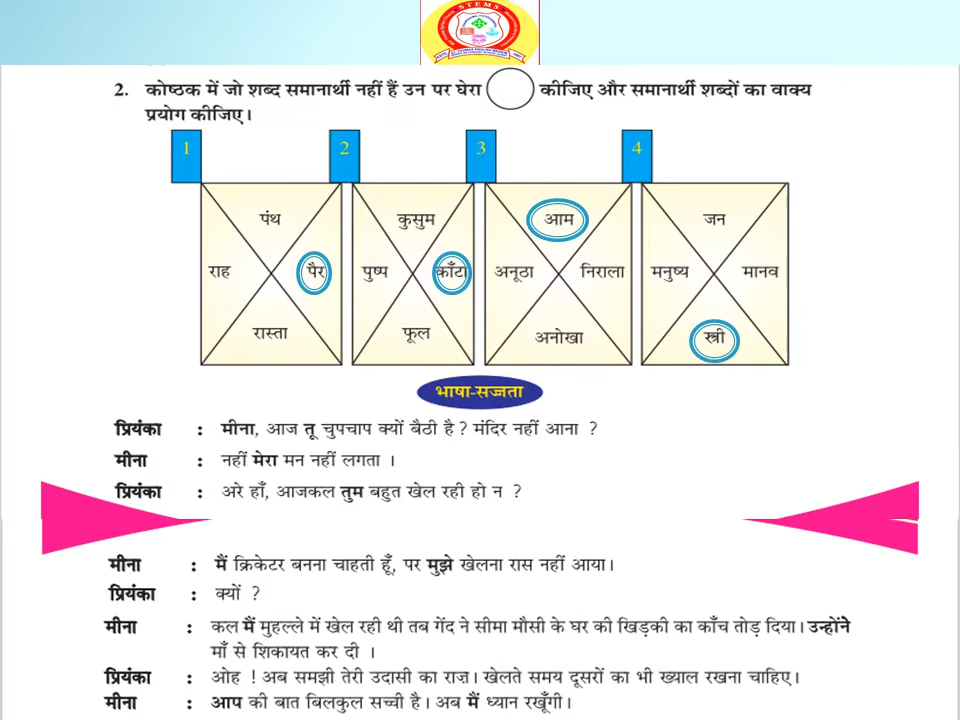 STEMS
2. कोष्ठक में जो शब्द समानार्थी नहीं हैं उन पर घेरा कीजिए और समानार्थी शब्दों का वाक्य
प्रयोग कीजिए।
1 2 3 4
पंथ कुसुम आम जन
राह पैर पुष्प काँटा अनूठा निराला मनुष्य मानव
रास्ता फूल अनोखा स्त्री
भाषा-सज्जता
प्रियंका : मीना, आज तू चुपचाप क्यों बैठी है ? मंदिर नहीं आना ?
मीना : नहीं मेरा मन नहीं लगता ।
प्रियंका : अरे हाँ, आजकल तुम बहुत खेल रही हो न ?
मीना : मैं क्रिकेटर बनना चाहती हूँ, पर मुझे खेलना रास नहीं आया।
प्रियंका : क्यों ?
मीना : कल मैं मुहल्ले में खेल रही थी तब गेंद ने सीमा मौसी के घर की खिड़की का काँच तोड़ दिया। उन्होंने
माँ से शिकायत कर दी ।
प्रियंका : ओह ! अब समझी तेरी उदासी का राज़। खेलते समय दूसरों का भी ख्याल रखना चाहिए।
मीना : आप की बात बिलकुल सच्ची है। अब मैं ध्यान रखूँगी।